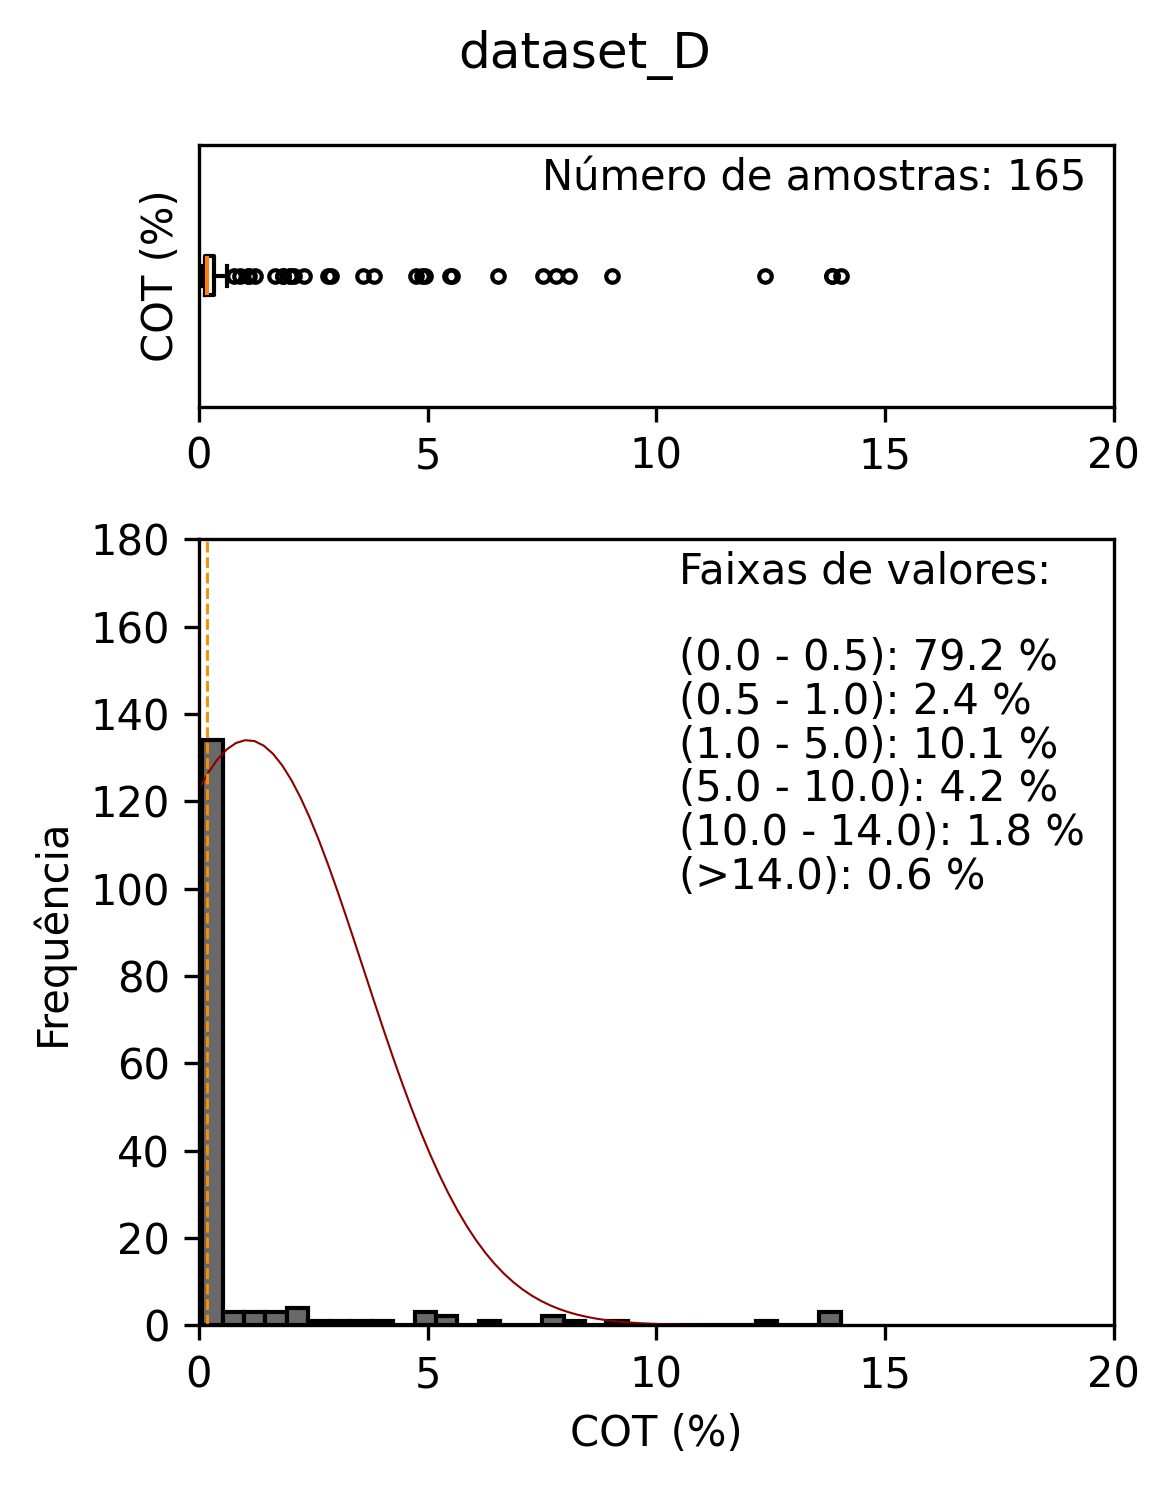 dataset_D
Número de amostras: 165
COT (%)
0 5 10 15 20
180
160
140
120
100
80
60
40
20
0
Frequência
Faixas de valores:
(0.0 - 0.5): 79.2 %
(0.5 - 1.0): 2.4 %
(1.0 - 5.0): 10.1 %
(5.0 - 10.0): 4.2 %
(10.0 - 14.0): 1.8 %
(>14.0): 0.6 %
0 5 10 15 20
COT (%)